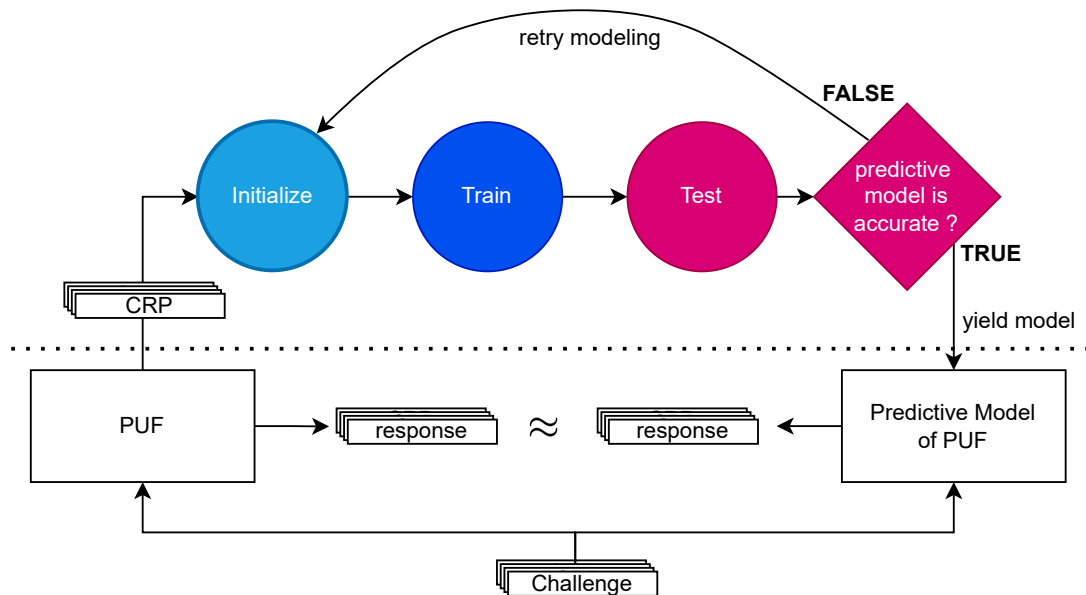 retry modeling
FALSE
Initialize
Train
Test
predictive
model is
accurate ?
TRUE
CRP
yield model
PUF
response
≈
response
Predictive Model
of PUF
Challenge